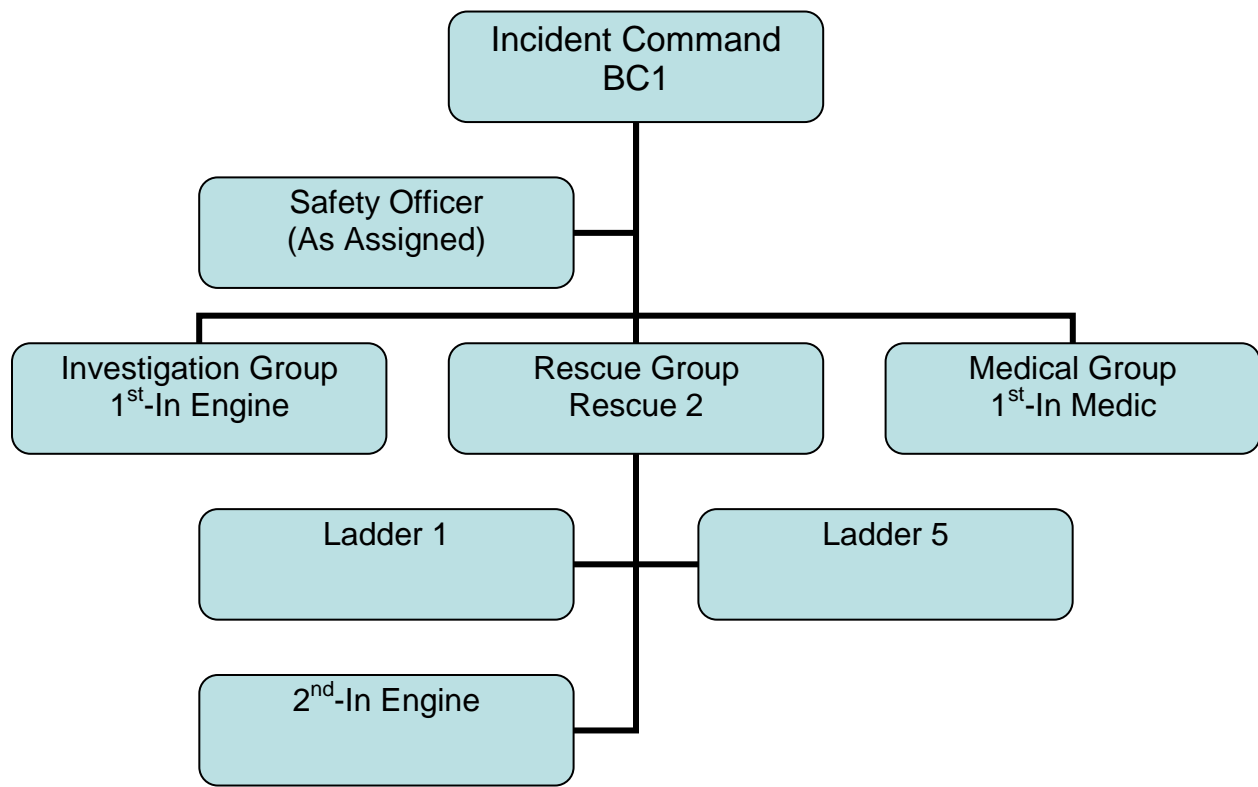 Incident Command
BC1
Safety Officer
(As Assigned)
Investigation Group
1st-In Engine
Rescue Group
Rescue 2
Medical Group
1st-In Medic
Ladder 1
Ladder 5
2nd-In Engine